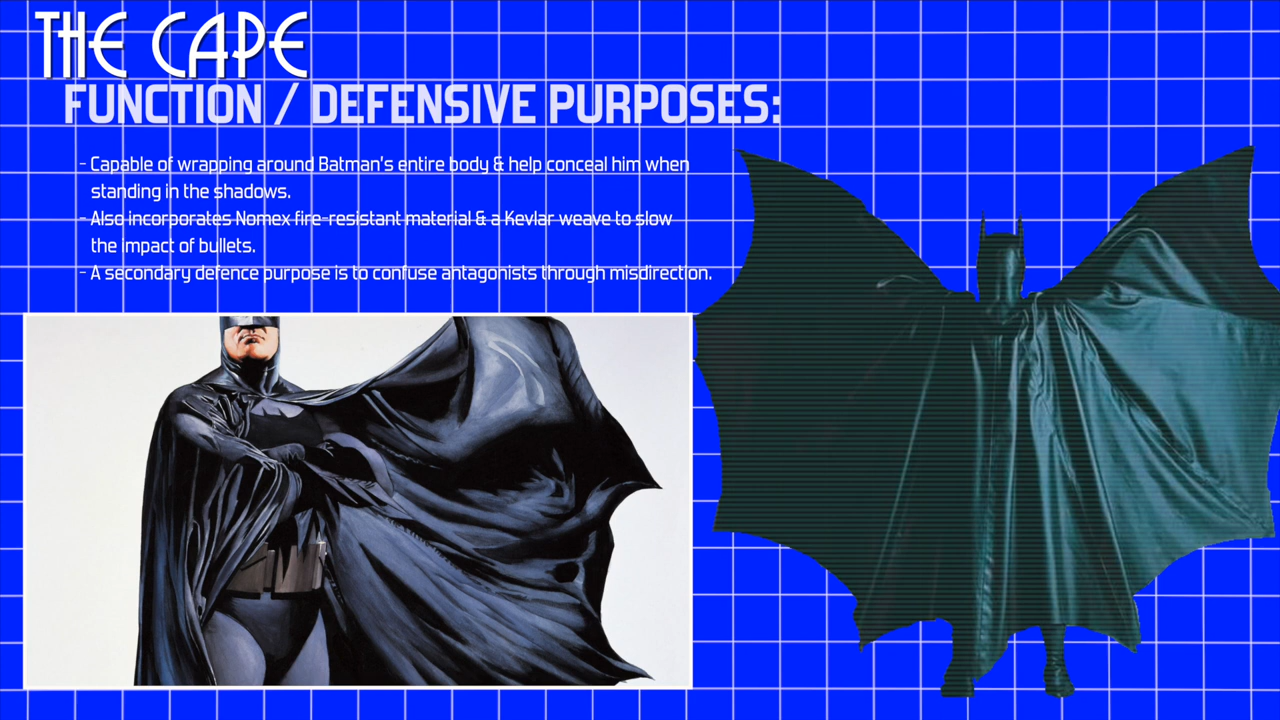 THE CAPE
FUNCTION / DEFENSIVE PURPOSES:
- Capable of wrapping around Batman's entire body & help conceal him when
standing in the shadows.
- Also incorporates Nomex fire-resistant material & a Kevlar weave to slow
the impact of bullets.
- A secondary defence purpose is to confuse antagonists through misdirection.